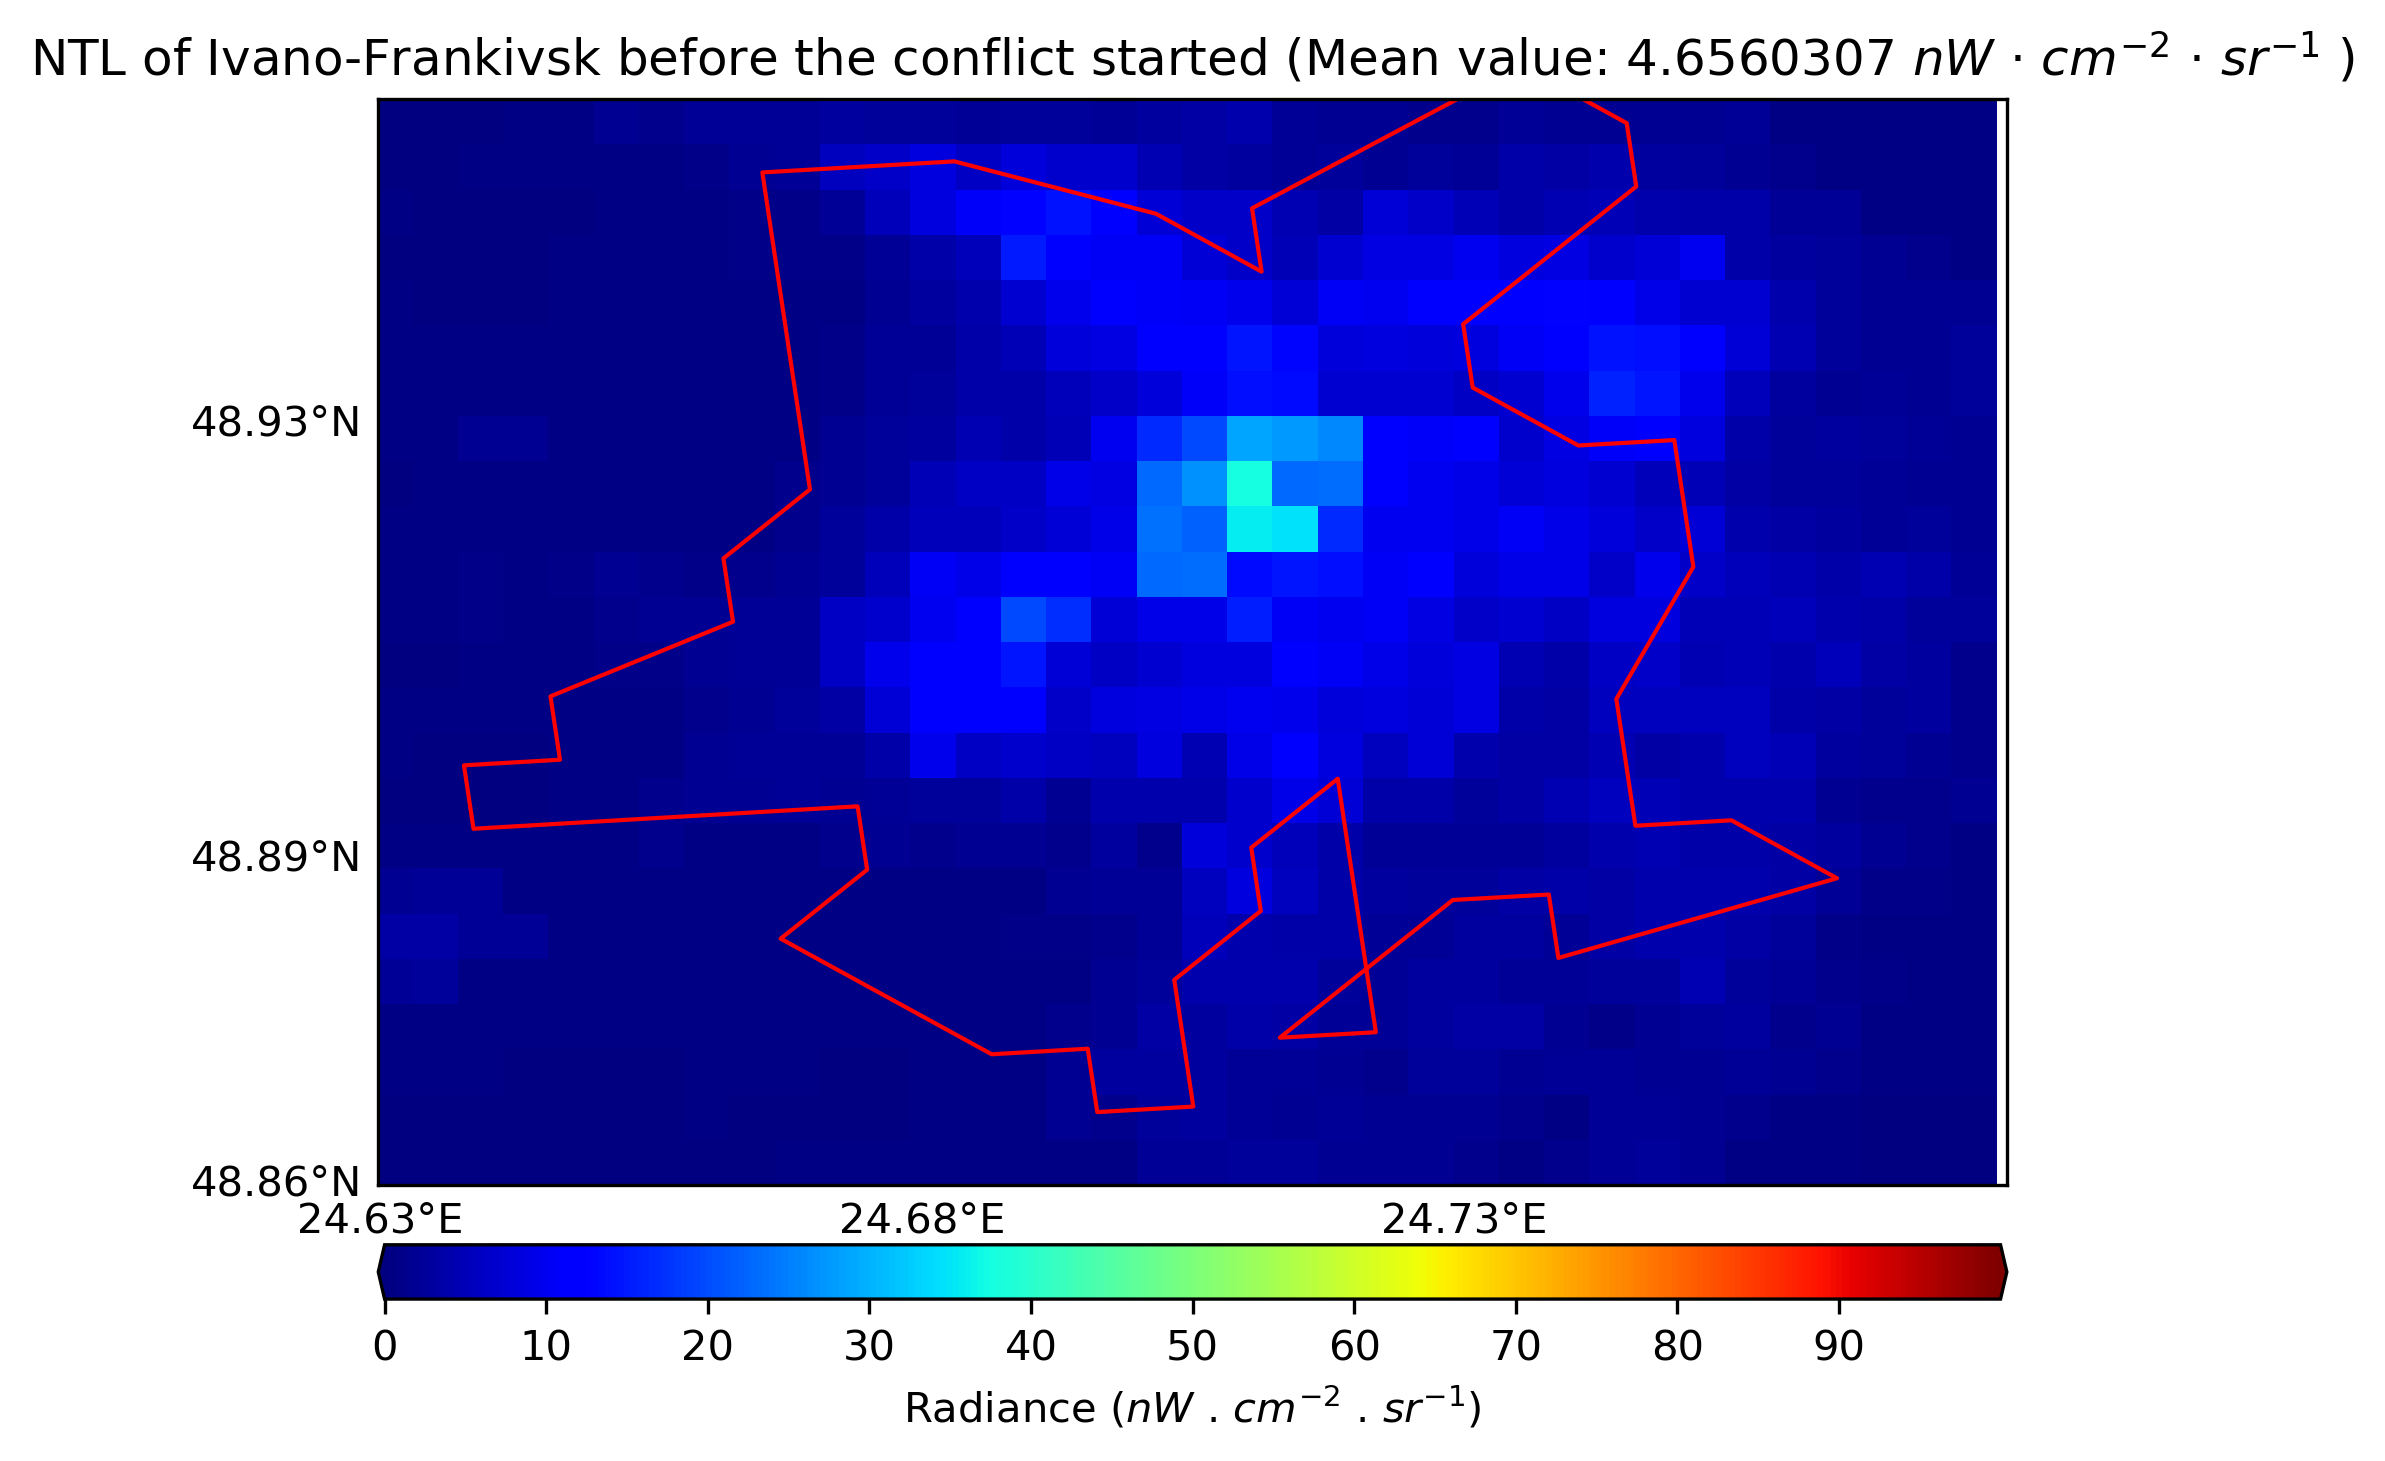 NTL of Ivano-Frankivsk before the conflict started (Mean value: 4.6560307 nW · cm⁻² · sr⁻¹ )
48.93°N
48.89°N
48.86°N
24.63°E 24.68°E 24.73°E
0 10 20 30 40 50 60 70 80 90
Radiance (nW . cm⁻² . sr⁻¹)